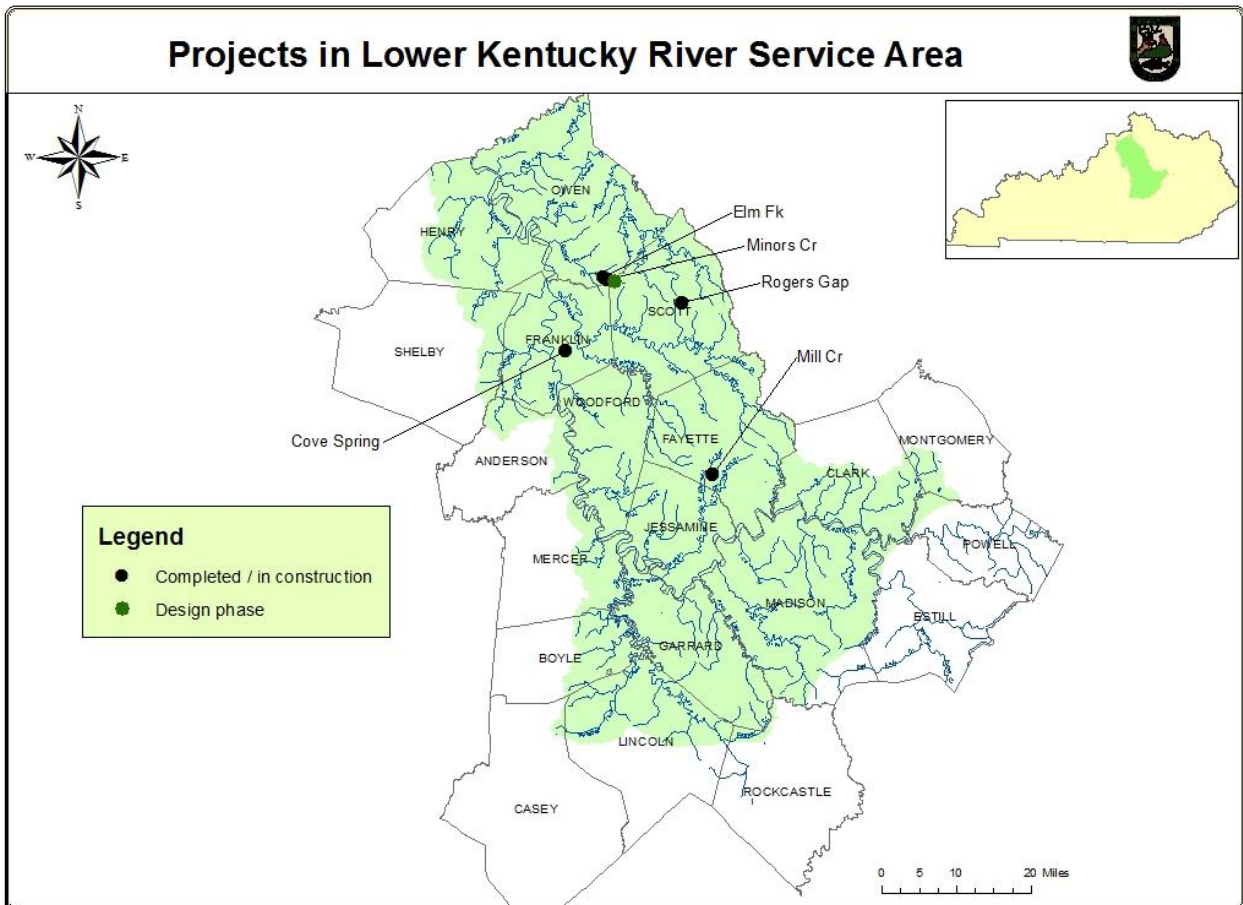 Projects in Lower Kentucky River Service Area
N
W E
S
OWEN
HENRY
Elm Fk
Minors Cr
Rogers Gap
SCOTT
SHELBY
FRANKLIN
Mill Cr
WOODFORD
Cove Spring
FAYETTE
MONTGOMERY
ANDERSON
CLARK
Legend
Completed / in construction
Design phase
JESSAMINE
MERCER
POWELL
MADISON
ESTILL
GARRARD
BOYLE
LINCOLN
ROCKCASTLE
CASEY
0 5 10 20 Miles